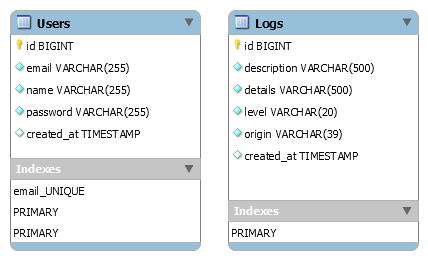 Users
id BIGINT
email VARCHAR(255)
name VARCHAR(255)
password VARCHAR(255)
created_at TIMESTAMP
Indexes
email_UNIQUE
PRIMARY
PRIMARY
Logs
id BIGINT
description VARCHAR(500)
details VARCHAR(500)
level VARCHAR(20)
origin VARCHAR(39)
created_at TIMESTAMP
Indexes
PRIMARY